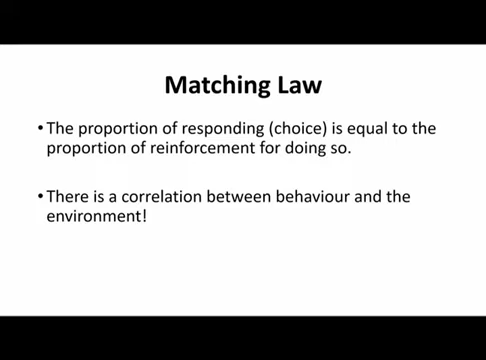 Matching Law
•The proportion of responding (choice) is equal to the
proportion of reinforcement for doing so.
•There is a correlation between behaviour and the
environment!